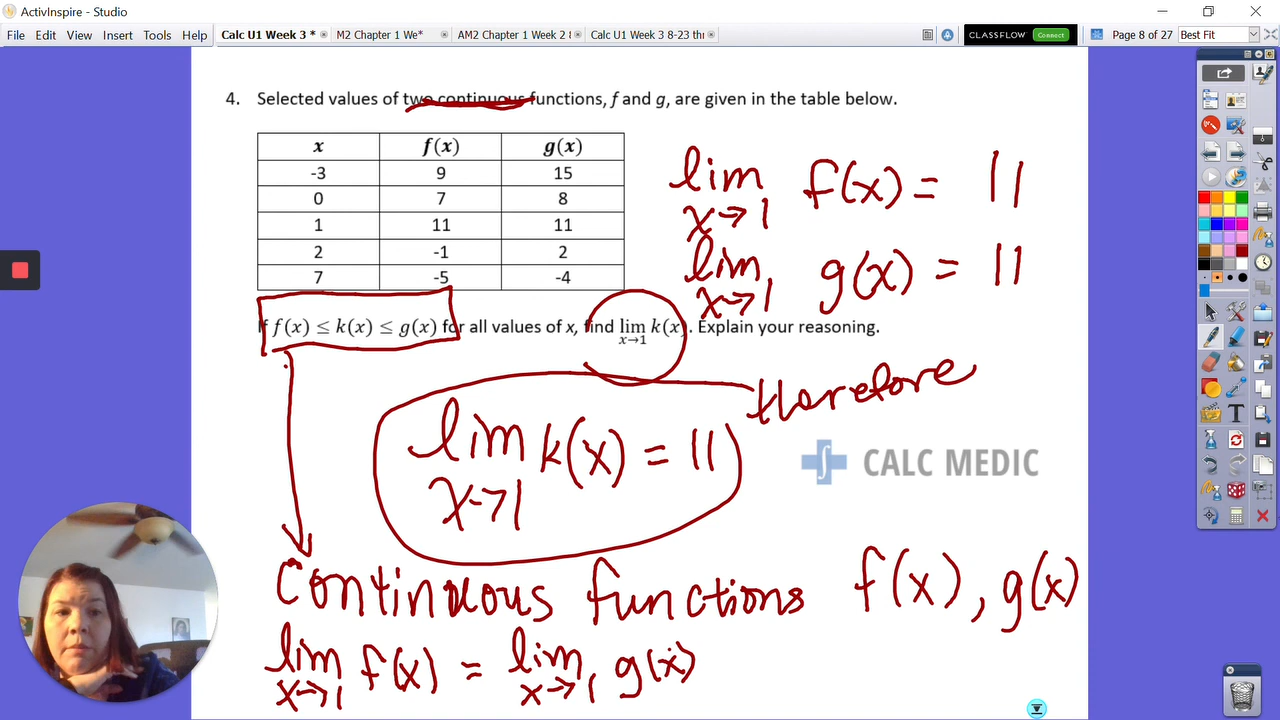 ActivInspire - Studio
File Edit View Insert Tools Help
Calc U1 Week 3 *
M2 Chapter 1 We*
AM2 Chapter 1 Week 2 8
Calc U1 Week 3 8-23 thr
CLASSFLOW Connect
Page 8 of 27
Best Fit
4. Selected values of two continuous functions, f and g, are given in the table below.
x f(x) g(x)
-3 9 15
0 7 8
1 11 11
2 -1 2
7 -5 -4
lim x→1 f(x) = 11
lim x→1 g(x) = 11
If f(x) ≤ k(x) ≤ g(x) for all values of x, find lim x→1 k(x). Explain your reasoning.
therefore
lim x→1 k(x) = 11
CALC MEDIC
Continuous functions f(x), g(x)
lim x→1 f(x) = lim x→1 g(x)